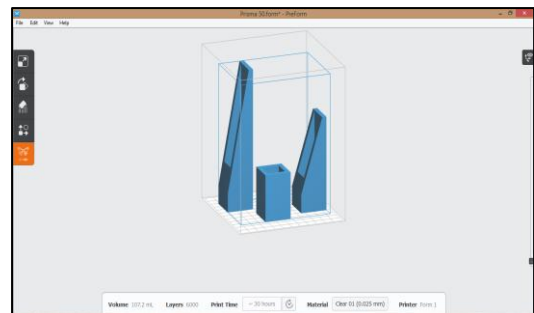 Prisma 30.form* - PreForm
File Edit View Help
Volume 107.2 mL Layers 6000 Print Time ~ 30 hours Material Clear 01 (0.025 mm) Printer Form 1